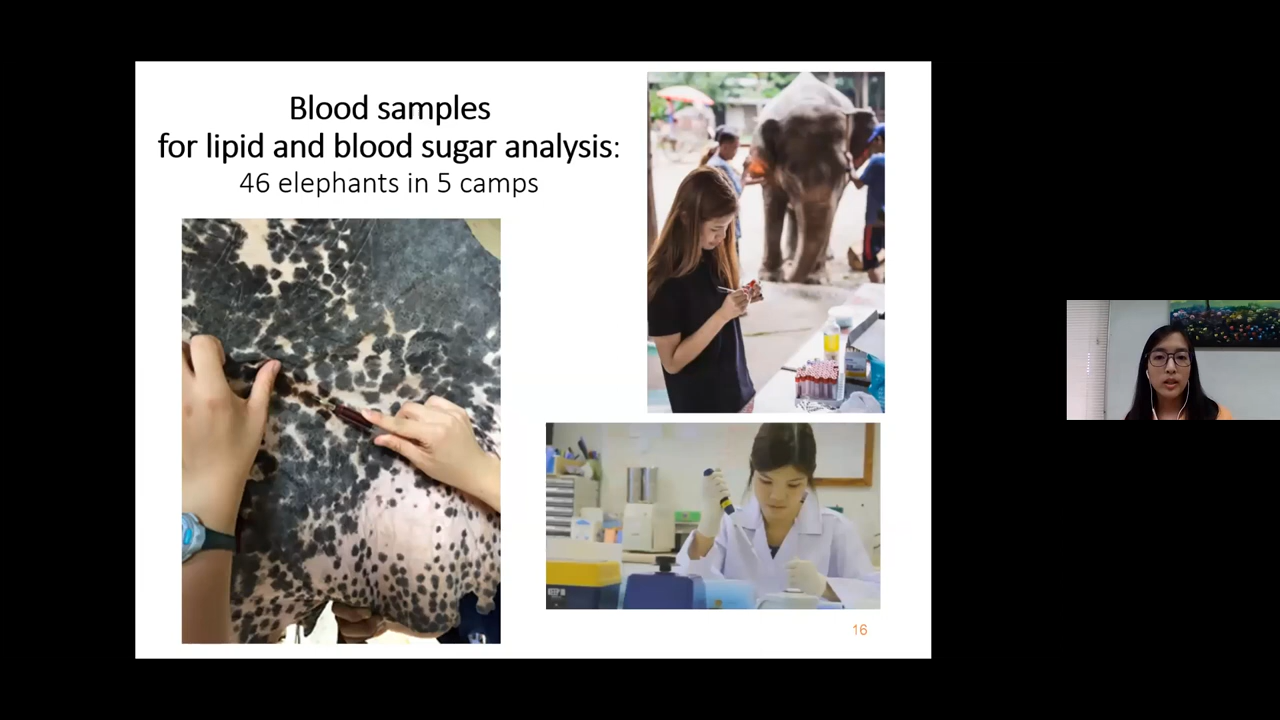 Blood samples
for lipid and blood sugar analysis:
46 elephants in 5 camps
16